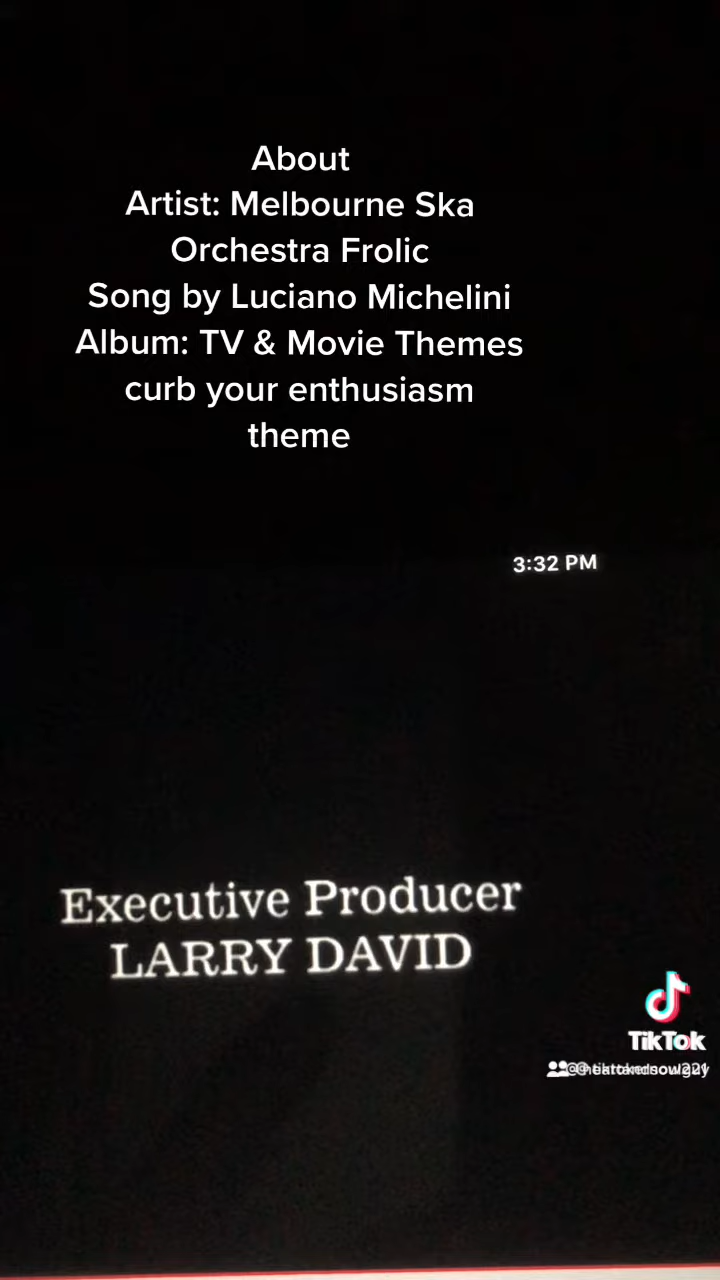 About
Artist: Melbourne Ska
Orchestra Frolic
Song by Luciano Michelini
Album: TV & Movie Themes
curb your enthusiasm
theme
3:32 PM
Executive Producer
LARRY DAVID
TikTok